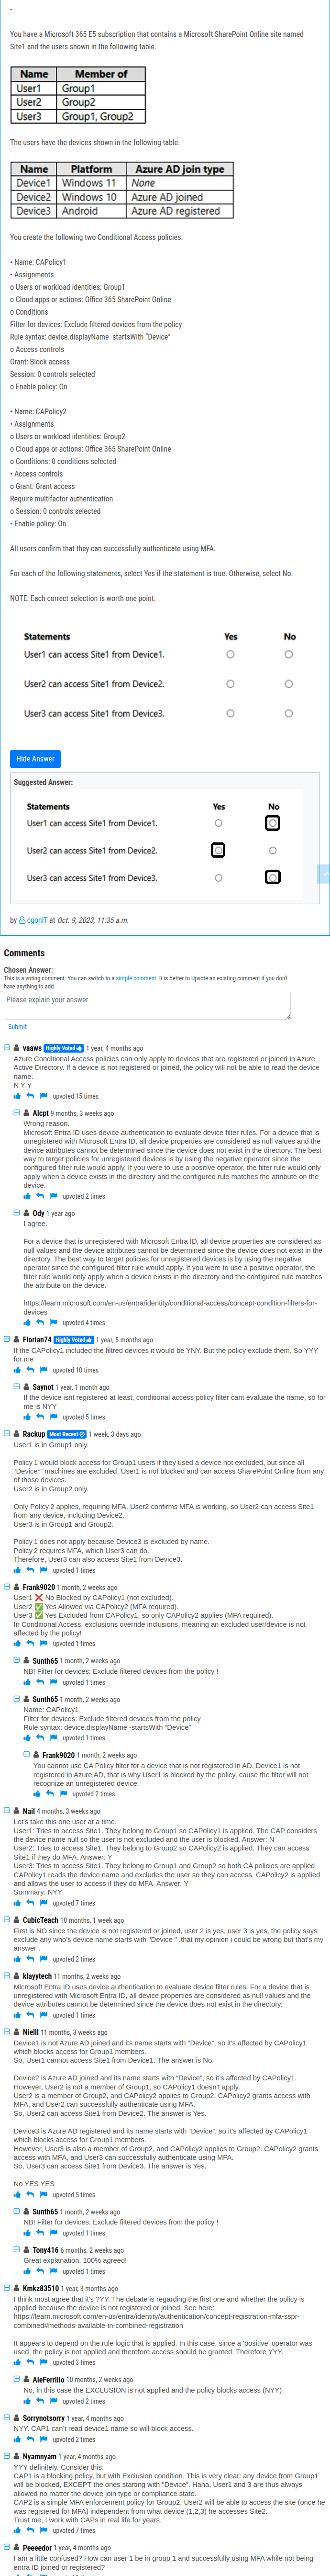 You have a Microsoft 365 E5 subscription that contains a Microsoft SharePoint Online site named
Site1 and the users shown in the following table.
Name Member of
User1 Group1
User2 Group2
User3 Group1, Group2
The users have the devices shown in the following table.
Name Platform Azure AD join type
Device1 Windows 11 None
Device2 Windows 10 Azure AD joined
Device3 Android Azure AD registered
You create the following two Conditional Access policies:
• Name: CAPolicy1
• Assignments
o Users or workload identities: Group1
o Cloud apps or actions: Office 365 SharePoint Online
o Conditions
Filter for devices: Exclude filtered devices from the policy
Rule syntax: device.displayName -startsWith "Device"
o Access controls
Grant: Block access
Session: 0 controls selected
o Enable policy: On
• Name: CAPolicy2
• Assignments
o Users or workload identities: Group2
o Cloud apps or actions: Office 365 SharePoint Online
o Conditions: 0 conditions selected
• Access controls
o Grant: Grant access
Require multifactor authentication
o Session: 0 controls selected
• Enable policy: On
All users confirm that they can successfully authenticate using MFA.
For each of the following statements, select Yes if the statement is true. Otherwise, select No.
NOTE: Each correct selection is worth one point.
Statements Yes No
User1 can access Site1 from Device1.
User2 can access Site1 from Device2.
User3 can access Site1 from Device3.
Hide Answer
Suggested Answer:
Statements Yes No
User1 can access Site1 from Device1.
User2 can access Site1 from Device2.
User3 can access Site1 from Device3.
by cgonIT at Oct. 9, 2023, 11:35 a.m.
Comments
Chosen Answer:
This is a voting comment. You can switch to a simple comment. It is better to Upvote an existing comment if you don't
have anything to add.
Please explain your answer
Submit
vaaws Highly Voted 1 year, 4 months ago
Azure Conditional Access policies can only apply to devices that are registered or joined in Azure
Active Directory. If a device is not registered or joined, the policy will not be able to read the device
name.
N Y Y
upvoted 15 times
Alcpt 9 months, 3 weeks ago
Wrong reason.
Microsoft Entra ID uses device authentication to evaluate device filter rules. For a device that is
unregistered with Microsoft Entra ID, all device properties are considered as null values and the
device attributes cannot be determined since the device does not exist in the directory. The best
way to target policies for unregistered devices is by using the negative operator since the
configured filter rule would apply. If you were to use a positive operator, the filter rule would only
apply when a device exists in the directory and the configured rule matches the attribute on the
device.
upvoted 2 times
Ody 1 year ago
I agree.
For a device that is unregistered with Microsoft Entra ID, all device properties are considered as
null values and the device attributes cannot be determined since the device does not exist in the
directory. The best way to target policies for unregistered devices is by using the negative
operator since the configured filter rule would apply. If you were to use a positive operator, the
filter rule would only apply when a device exists in the directory and the configured rule matches
the attribute on the device.
https://learn.microsoft.com/en-us/entra/identity/conditional-access/concept-condition-filters-for-
devices
upvoted 4 times
Florian74 Highly Voted 1 year, 5 months ago
If the CAPolicy1 included the filtred devices it would be YNY. But the policy exclude them. So YYY
for me
upvoted 10 times
Saynot 1 year, 1 month ago
If the device isnt registered at least, conditional access policy filter cant evaluate the name, so for
me is NYY
upvoted 5 times
Rackup Most Recent 1 week, 3 days ago
User1 is in Group1 only.
Policy 1 would block access for Group1 users if they used a device not excluded, but since all
"Device*" machines are excluded, User1 is not blocked and can access SharePoint Online from any
of those devices.
User2 is in Group2 only.
Only Policy 2 applies, requiring MFA. User2 confirms MFA is working, so User2 can access Site1
from any device, including Device2.
User3 is in Group1 and Group2.
Policy 1 does not apply because Device3 is excluded by name.
Policy 2 requires MFA, which User3 can do.
Therefore, User3 can also access Site1 from Device3.
upvoted 1 times
Frank9020 1 month, 2 weeks ago
User1 ❌ No Blocked by CAPolicy1 (not excluded).
User2 ✅ Yes Allowed via CAPolicy2 (MFA required).
User3 ✅ Yes Excluded from CAPolicy1, so only CAPolicy2 applies (MFA required).
In Conditional Access, exclusions override inclusions, meaning an excluded user/device is not
affected by the policy!
upvoted 1 times
Sunth65 1 month, 2 weeks ago
NB! Filter for devices: Exclude filtered devices from the policy !
upvoted 1 times
Sunth65 1 month, 2 weeks ago
Name: CAPolicy1
Filter for devices: Exclude filtered devices from the policy
Rule syntax: device.displayName -startsWith "Device"
upvoted 1 times
Frank9020 1 month, 2 weeks ago
You cannot use CA Policy filter for a device that is not registered in AD. Device1 is not
registered in Azure AD, that is why User1 is blocked by the policy, cause the filter will not
recognize an unregistered device.
upvoted 2 times
Nail 4 months, 3 weeks ago
Let's take this one user at a time.
User1: Tries to access Site1. They belong to Group1 so CAPolicy1 is applied. The CAP considers
the device name null so the user is not excluded and the user is blocked. Answer: N
User2: Tries to access Site1. They belong to Group2 so CAPolicy2 is applied. They can access
Site1 if they do MFA. Answer: Y
User3: Tries to access Site1. They belong to Group1 and Group2 so both CA policies are applied.
CAPolicy1 reads the device name and excludes the user so they can access. CAPolicy2 is applied
and allows the user to access if they do MFA. Answer: Y
Summary: NYY
upvoted 7 times
CubicTeach 10 months, 1 week ago
First is NO since the device is not registered or joined, user 2 is yes, user 3 is yes, the policy says
exclude any who's device name starts with "Device " .that my opinion i could be wrong but that's my
answer .
upvoted 2 times
klayytech 11 months, 2 weeks ago
Microsoft Entra ID uses device authentication to evaluate device filter rules. For a device that is
unregistered with Microsoft Entra ID, all device properties are considered as null values and the
device attributes cannot be determined since the device does not exist in the directory.
upvoted 1 times
Nielll 11 months, 3 weeks ago
Device1 is not Azure AD joined and its name starts with "Device", so it's affected by CAPolicy1
which blocks access for Group1 members.
So, User1 cannot access Site1 from Device1. The answer is No.
Device2 is Azure AD joined and its name starts with "Device", so it's affected by CAPolicy1.
However, User2 is not a member of Group1, so CAPolicy1 doesn't apply.
User2 is a member of Group2, and CAPolicy2 applies to Group2. CAPolicy2 grants access with
MFA, and User2 can successfully authenticate using MFA.
So, User2 can access Site1 from Device2. The answer is Yes.
Device3 is Azure AD registered and its name starts with "Device", so it's affected by CAPolicy1
which blocks access for Group1 members.
However, User3 is also a member of Group2, and CAPolicy2 applies to Group2. CAPolicy2 grants
access with MFA, and User3 can successfully authenticate using MFA.
So, User3 can access Site1 from Device3. The answer is Yes.
No YES YES
upvoted 5 times
Sunth65 1 month, 2 weeks ago
NB! Filter for devices: Exclude filtered devices from the policy !
upvoted 1 times
Tony416 6 months, 2 weeks ago
Great explanation. 100% agreed!
upvoted 1 times
Kmkz83510 1 year, 3 months ago
I think most agree that it's ?YY. The debate is regarding the first one and whether the policy is
applied because the device is not registered or joined. See here:
https://learn.microsoft.com/en-us/entra/identity/authentication/concept-registration-mfa-sspr-
combined#methods-available-in-combined-registration
It appears to depend on the rule logic that is applied. In this case, since a 'positive' operator was
used, the policy is not applied and therefore access should be granted. Therefore YYY.
upvoted 3 times
AleFerrillo 10 months, 2 weeks ago
No, in this case the EXCLUSION is not applied and the policy blocks access (NYY)
upvoted 2 times
Sorrynotsorry 1 year, 4 months ago
NYY. CAP1 can't read device1 name so will block access.
upvoted 2 times
Nyamnyam 1 year, 4 months ago
YYY definitely. Consider this:
CAP1 is a blocking policy, but with Exclusion condition. This is very clear: any device from Group1
will be blocked, EXCEPT the ones starting with "Device". Haha, User1 and 3 are thus always
allowed no matter the device join type or compliance state.
CAP2 is a simple MFA enforcement policy for Group2. User2 will be able to access the site (once he
was registered for MFA) independent from what device (1,2,3) he accesses Site2.
Trust me, I work with CAPs in real life for years.
upvoted 7 times
Peeeedor 1 year, 4 months ago
I am a little confused? How can user 1 be in group 1 and successfully using MFA while not being
entra ID joined or registered?